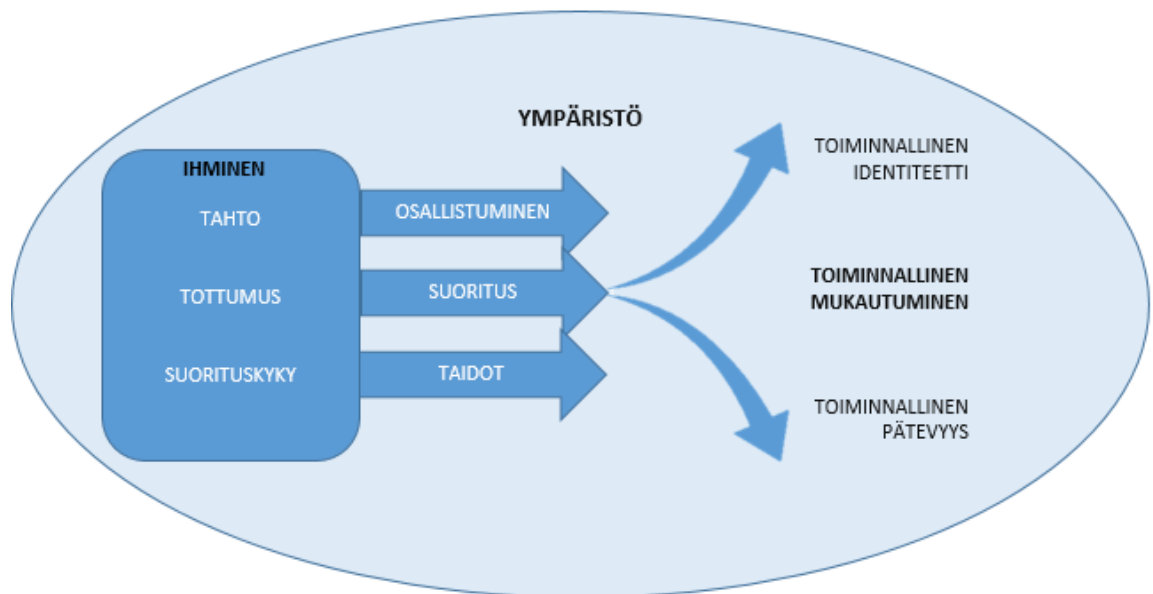 YMPÄRISTÖ
IHMINEN
TAHTO
TOTTUMUS
SUORITUSKYKY
OSALLISTUMINEN
SUORITUS
TAIDOT
TOIMINNALLINEN
IDENTITEETTI
TOIMINNALLINEN
MUKAUTUMINEN
TOIMINNALLINEN
PÄTEVYYS